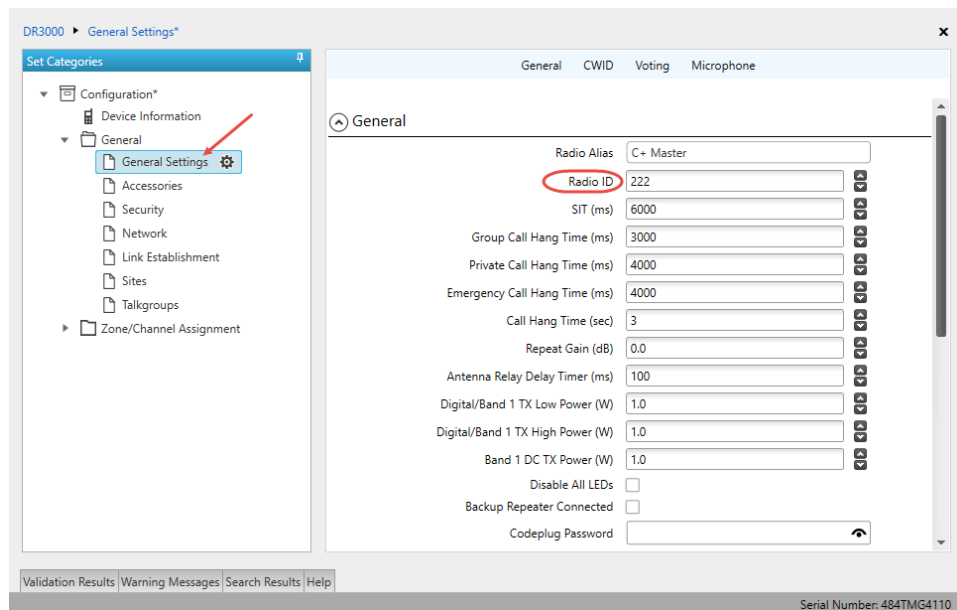 DR3000 General Settings*
Set Categories
Configuration*
Device Information
General
General Settings
Accessories
Security
Network
Link Establishment
Sites
Talkgroups
Zone/Channel Assignment
General CWID Voting Microphone
General
Radio Alias C+ Master
Radio ID 222
SIT (ms) 6000
Group Call Hang Time (ms) 3000
Private Call Hang Time (ms) 4000
Emergency Call Hang Time (ms) 4000
Call Hang Time (sec) 3
Repeat Gain (dB) 0.0
Antenna Relay Delay Timer (ms) 100
Digital/Band 1 TX Low Power (W) 1.0
Digital/Band 1 TX High Power (W) 1.0
Band 1 DC TX Power (W) 1.0
Disable All LEDs
Backup Repeater Connected
Codeplug Password
Validation Results Warning Messages Search Results Help
Serial Number: 484TMG4110